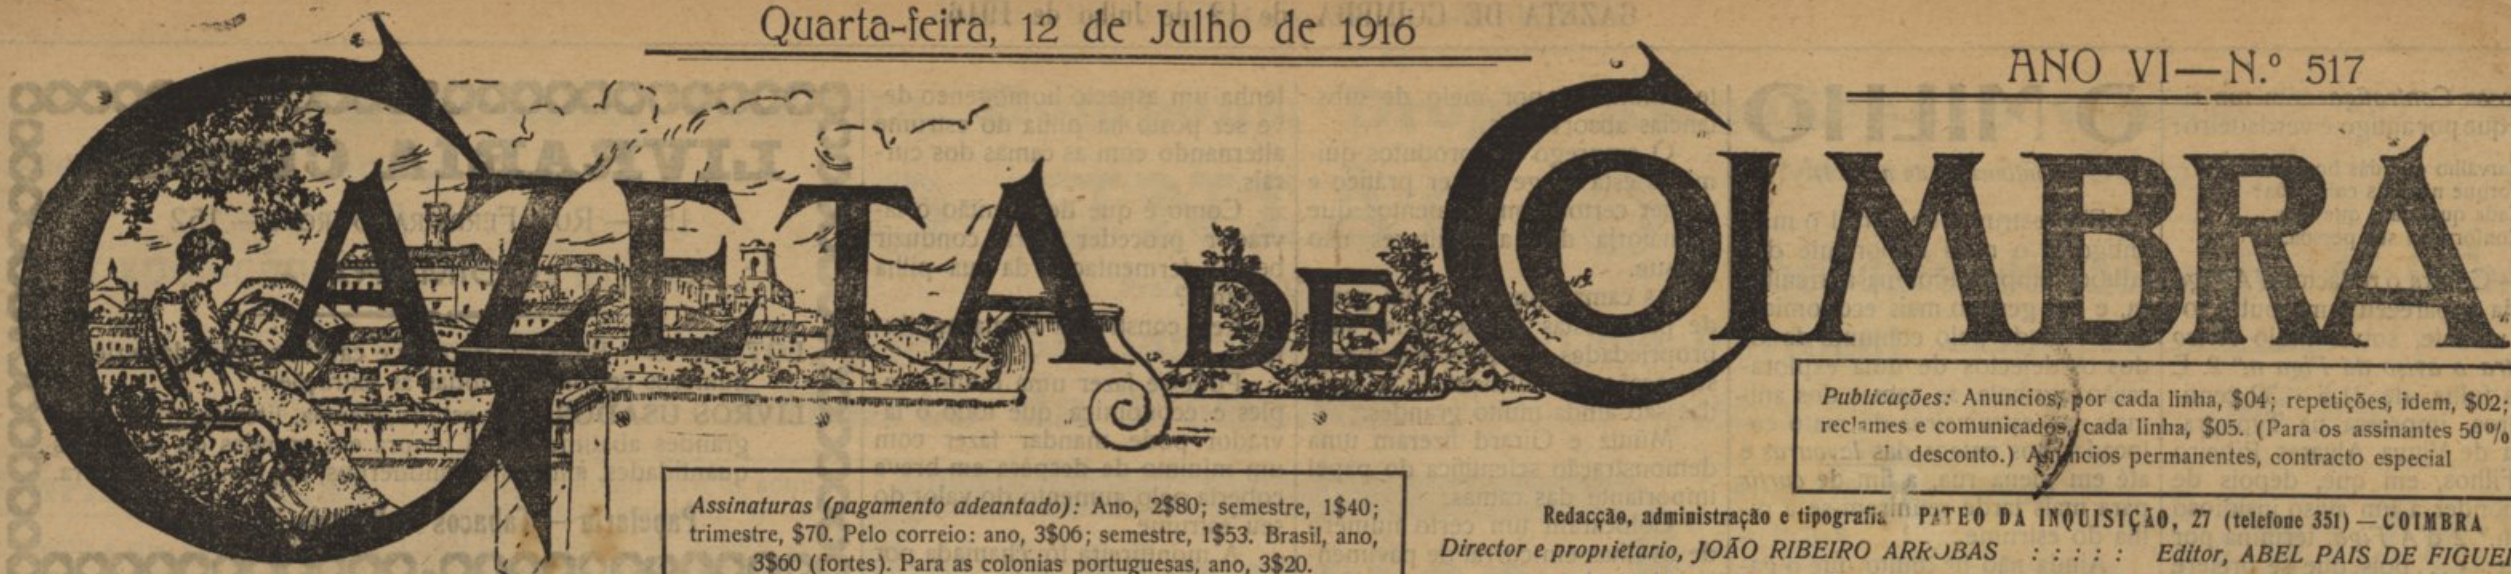 Quarta-feira, 12 de Julho de 1916
ANO VI—N.º 517
GAZETA DE COIMBRA
Publicações: Anuncios, por cada linha, $04; repetições, idem, $02;
reclames e comunicados, cada linha, $05. (Para os assinantes 50%
desconto.) Anuncios permanentes, contracto especial
Assinaturas (pagamento adeantado): Ano, 2$80; semestre, 1$40;
trimestre, $70. Pelo correio: ano, 3$06; semestre, 1$53. Brasil, ano,
3$60 (fortes). Para as colonias portuguesas, ano, 3$20.
Redacção, administração e tipografia PATEO DA INQUISIÇÃO, 27 (telefone 351) — COIMBRA
Director e proprietario, JOÃO RIBEIRO ARROBAS : : : : : Editor, ABEL PAIS DE FIGUEI